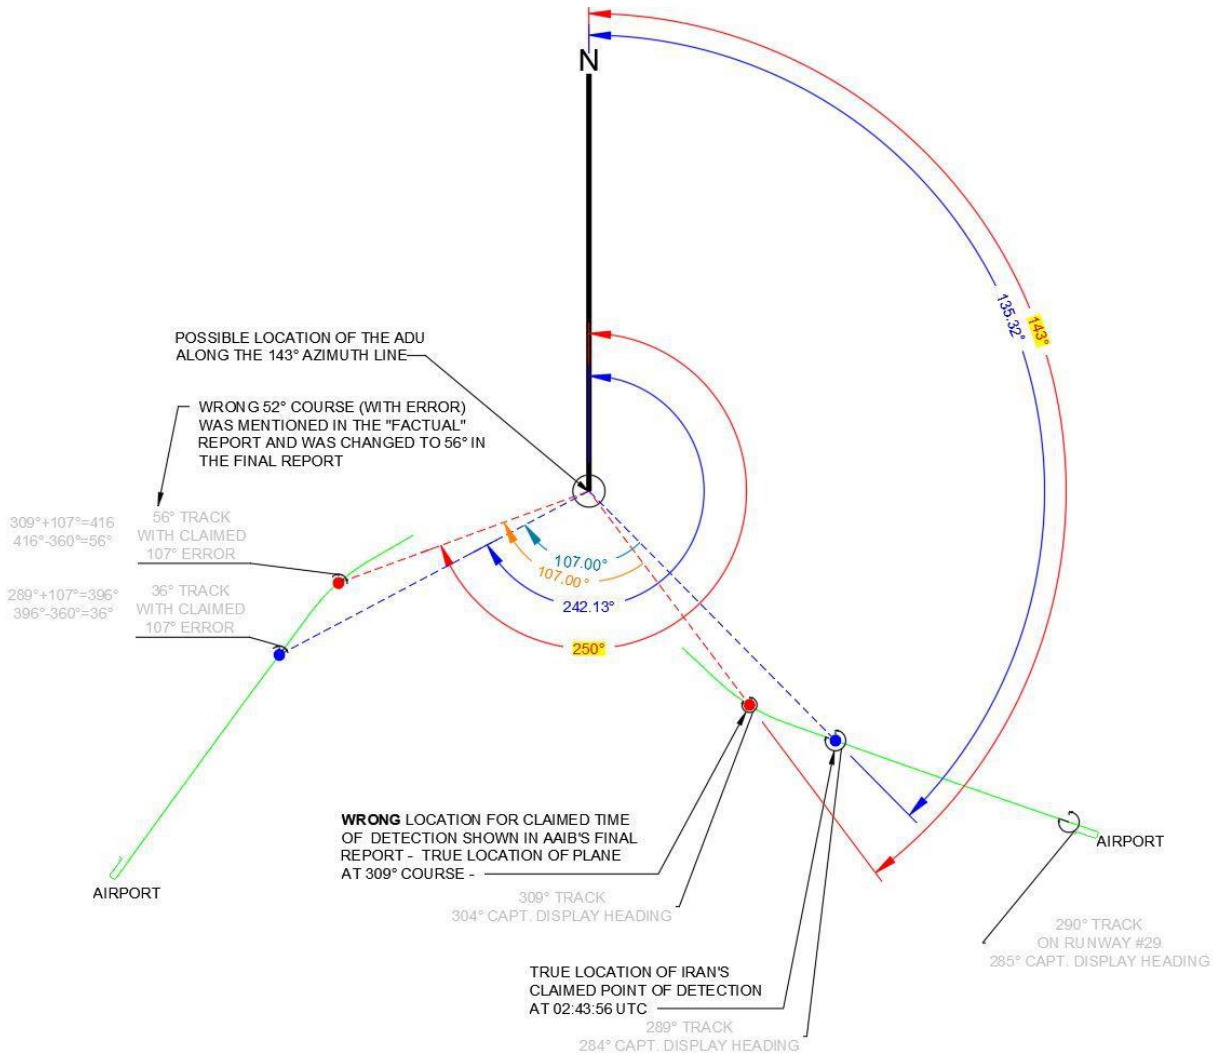 N
135.32°
143°
POSSIBLE LOCATION OF THE ADU
ALONG THE 143° AZIMUTH LINE
WRONG 52° COURSE (WITH ERROR)
WAS MENTIONED IN THE "FACTUAL"
REPORT AND WAS CHANGED TO 56° IN
THE FINAL REPORT
309°+107°=416
416°-360°=56°
56° TRACK
WITH CLAIMED
107° ERROR
289°+107°=396°
396°-360°=36°
36° TRACK
WITH CLAIMED
107° ERROR
107.00°
107.00°
242.13°
250°
WRONG LOCATION FOR CLAIMED TIME
OF DETECTION SHOWN IN AAIB'S FINAL
REPORT - TRUE LOCATION OF PLANE
AT 309° COURSE -
309° TRACK
304° CAPT. DISPLAY HEADING
AIRPORT
AIRPORT
290° TRACK
ON RUNWAY #29
285° CAPT. DISPLAY HEADING
TRUE LOCATION OF IRAN'S
CLAIMED POINT OF DETECTION
AT 02:43:56 UTC
289° TRACK
284° CAPT. DISPLAY HEADING